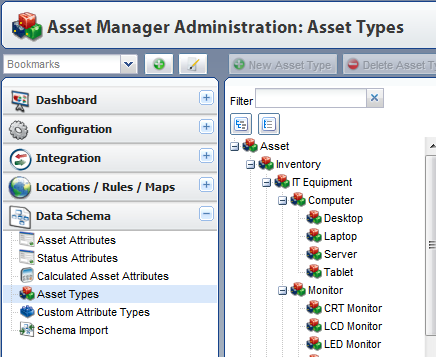 Asset Manager Administration: Asset Types
Bookmarks
New Asset Type
Delete Asset T
Dashboard
Configuration
Integration
Locations / Rules / Maps
Data Schema
Asset Attributes
Status Attributes
Calculated Asset Attributes
Asset Types
Custom Attribute Types
Schema Import
Filter
Asset
Inventory
IT Equipment
Computer
Desktop
Laptop
Server
Tablet
Monitor
CRT Monitor
LCD Monitor
LED Monitor